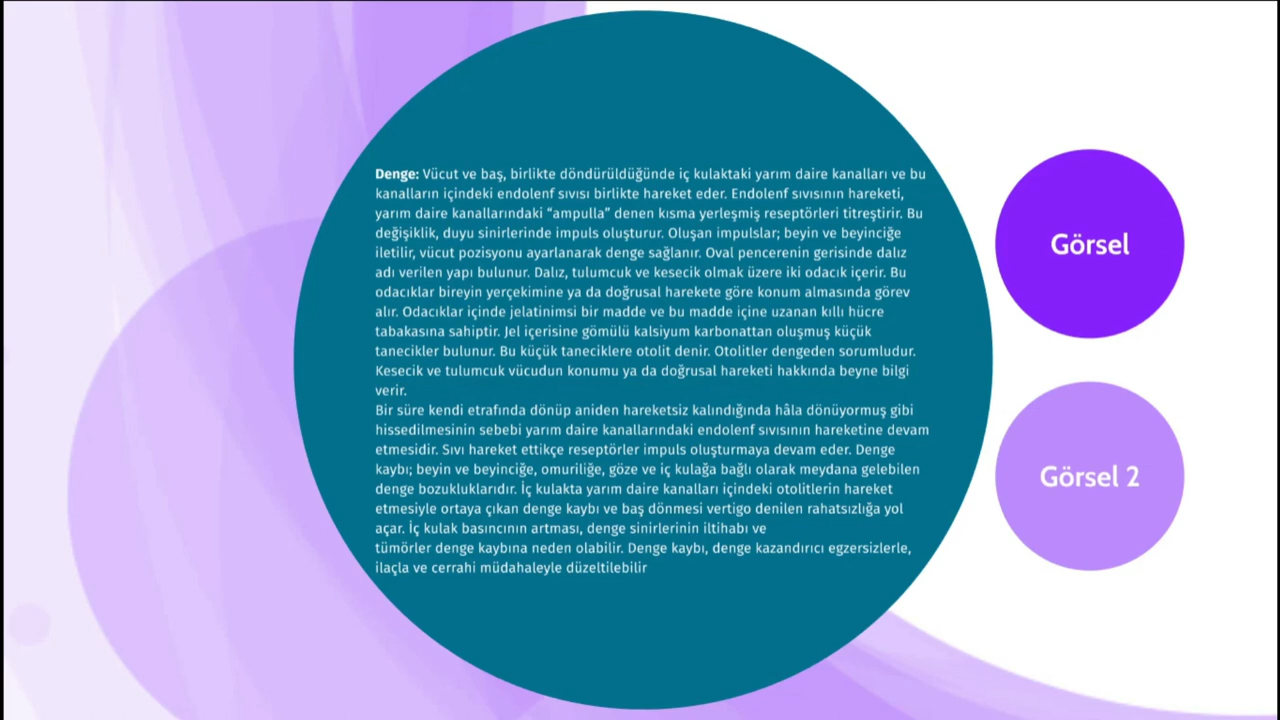 Denge: Vücut ve baş, birlikte döndürüldüğünde iç kulaktaki yarım daire kanalları ve bu
kanalların içindeki endolenf sıvısı birlikte hareket eder. Endolenf sıvısının hareketi,
yarım daire kanallarındaki “ampulla” denen kısma yerleşmiş reseptörleri titreştirir. Bu
değişiklik, duyu sinirlerinde impuls oluşturur. Oluşan impulslar; beyin ve beyinciğe
iletilir, vücut pozisyonu ayarlanarak denge sağlanır. Oval pencerenin gerisinde dalız
adı verilen yapı bulunur. Dalız, tulumcuk ve kesecik olmak üzere iki odacık içerir. Bu
odacıklar bireyin yerçekimine ya da doğrusal harekete göre konum almasında görev
alır. Odacıklar içinde jelatinimsi bir madde ve bu madde içine uzanan kıllı hücre
tabakasına sahiptir. Jel içerisine gömülü kalsiyum karbonattan oluşmuş küçük
tanecikler bulunur. Bu küçük taneciklere otolit denir. Otolitler dengeden sorumludur.
Kesecik ve tulumcuk vücudun konumu ya da doğrusal hareketi hakkında beyne bilgi
verir.
Bir süre kendi etrafında dönüp aniden hareketsiz kalındığında hâla dönüyormuş gibi
hissedilmesinin sebebi yarım daire kanallarındaki endolenf sıvısının hareketine devam
etmesidir. Sıvı hareket ettikçe reseptörler impuls oluşturmaya devam eder. Denge
kaybı; beyin ve beyinciğe, omuriliğe, göze ve iç kulağa bağlı olarak meydana gelebilen
denge bozukluklarıdır. İç kulakta yarım daire kanalları içindeki otolitlerin hareket
etmesiyle ortaya çıkan denge kaybı ve baş dönmesi vertigo denilen rahatsızlığa yol
açar. İç kulak basıncının artması, denge sinirlerinin iltihabı ve
tümörler denge kaybına neden olabilir. Denge kaybı, denge kazandırıcı egzersizlerle,
ilaçla ve cerrahi müdahaleyle düzeltilebilir
Görsel
Görsel 2